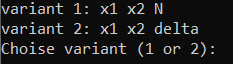 variant 1: x1 x2 N
variant 2: x1 x2 delta
Choise variant (1 or 2):